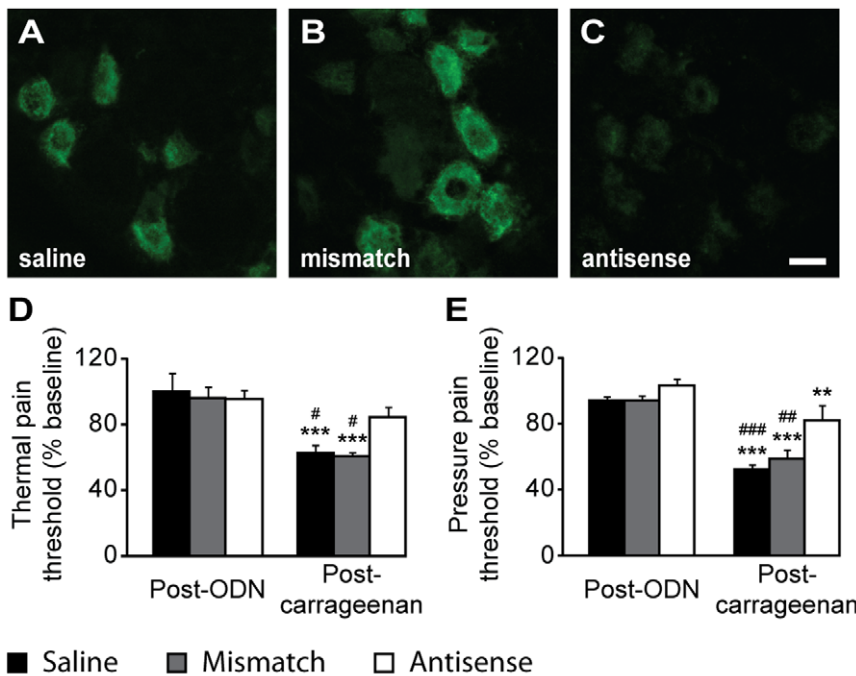 A
B
C
saline
mismatch
antisense
D
Thermal pain
threshold (% baseline)
120
80
40
0
#
***
#
***
Post-ODN
Post-
carrageenan
E
Pressure pain
threshold (% baseline)
120
80
40
0
###
***
##
***
**
Post-ODN
Post-
carrageenan
Saline
Mismatch
Antisense